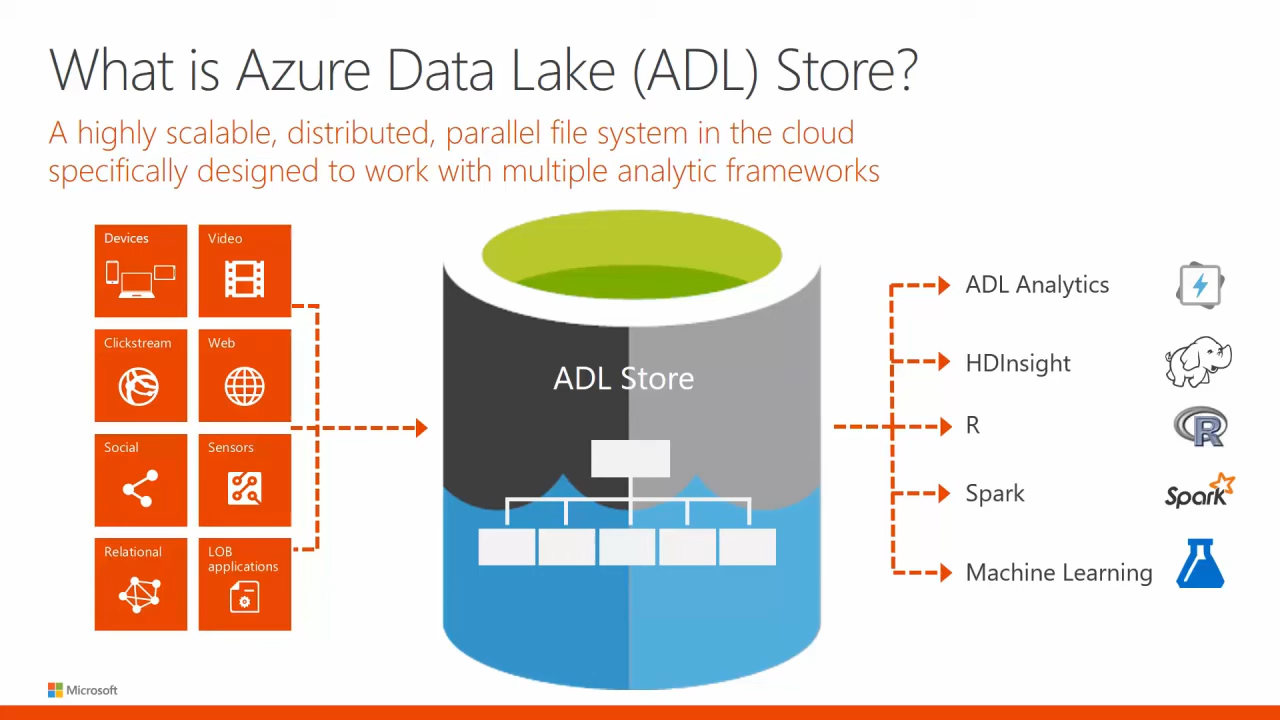 What is Azure Data Lake (ADL) Store?
A highly scalable, distributed, parallel file system in the cloud
specifically designed to work with multiple analytic frameworks
Devices
Video
Clickstream
Web
Social
Sensors
Relational
LOB
applications
ADL Store
ADL Analytics
HDInsight
R
R
Spark
Spark
Machine Learning
Microsoft